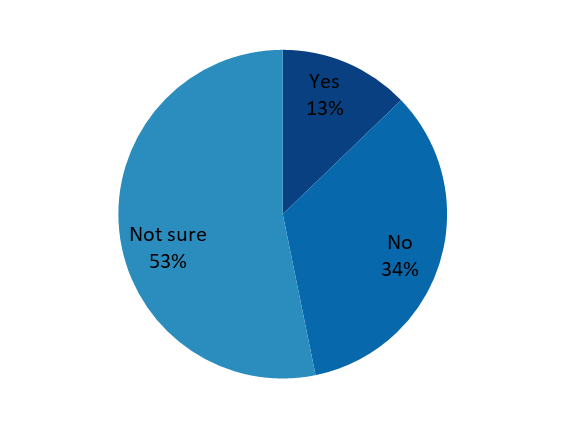 Yes
13%
No
34%
Not sure
53%